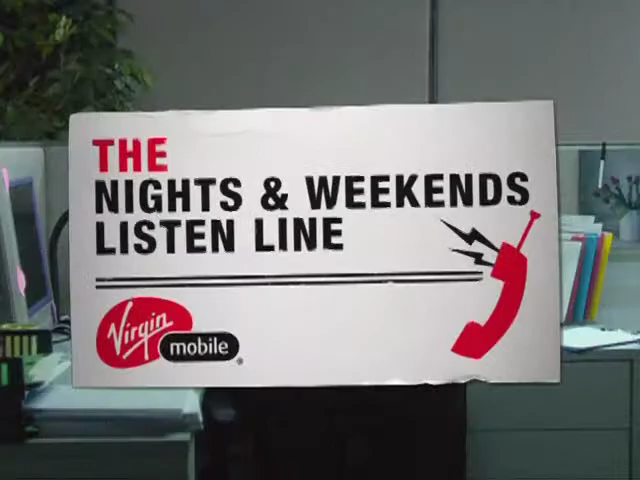 THE
NIGHTS & WEEKENDS
LISTEN LINE
Virgin
mobile